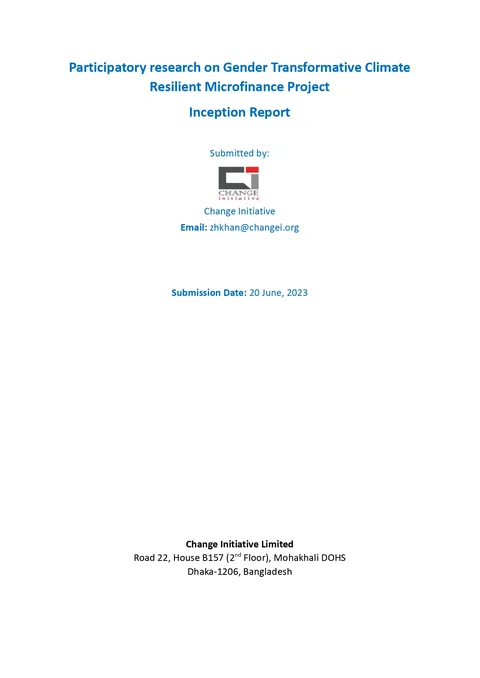 Participatory research on Gender Transformative Climate
Resilient Microfinance Project
Inception Report
Submitted by:
CHANGE
initiative
Change Initiative
Email: zhkhan@changei.org
Submission Date: 20 June, 2023
Change Initiative Limited
Road 22, House B157 (2nd Floor), Mohakhali DOHS
Dhaka-1206, Bangladesh